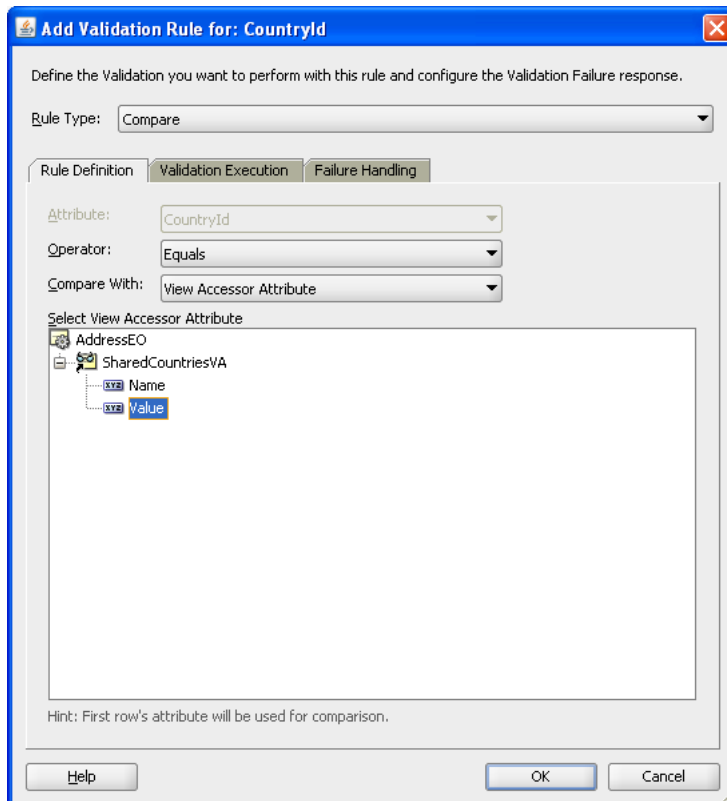 Add Validation Rule for: CountryId
Define the Validation you want to perform with this rule and configure the Validation Failure response.
Rule Type: Compare
Rule Definition Validation Execution Failure Handling
Attribute: CountryId
Operator: Equals
Compare With: View Accessor Attribute
Select View Accessor Attribute
AddressEO
SharedCountriesVA
XYZ Name
XYZ Value
Hint: First row's attribute will be used for comparison.
Help OK Cancel